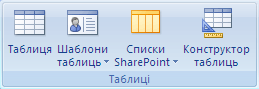 Таблиця Шаблони Списки Конструктор
таблиць SharePoint таблиць
Таблиці